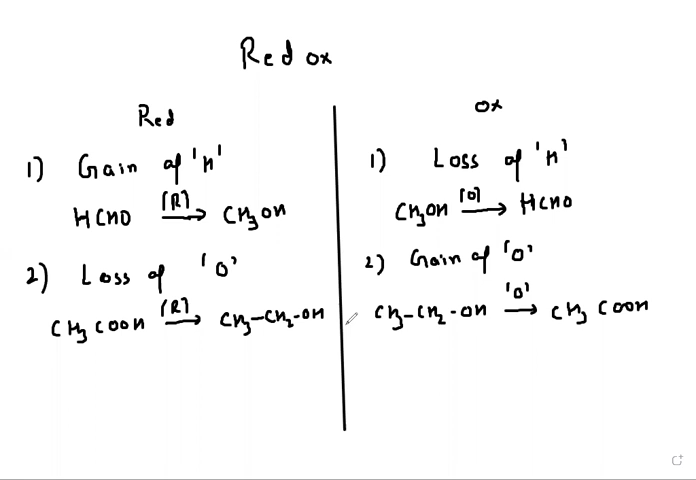 Redox
Red
1) Gain of 'H'
HCHO [R]→ CH3OH
2) Loss of 'O'
CH3COOH [R]→ CH3-CH2-OH
Ox
1) Loss of 'H'
CH3OH [O]→ HCHO
2) Gain of 'O'
CH3-CH2-OH 'O'→ CH3COOH